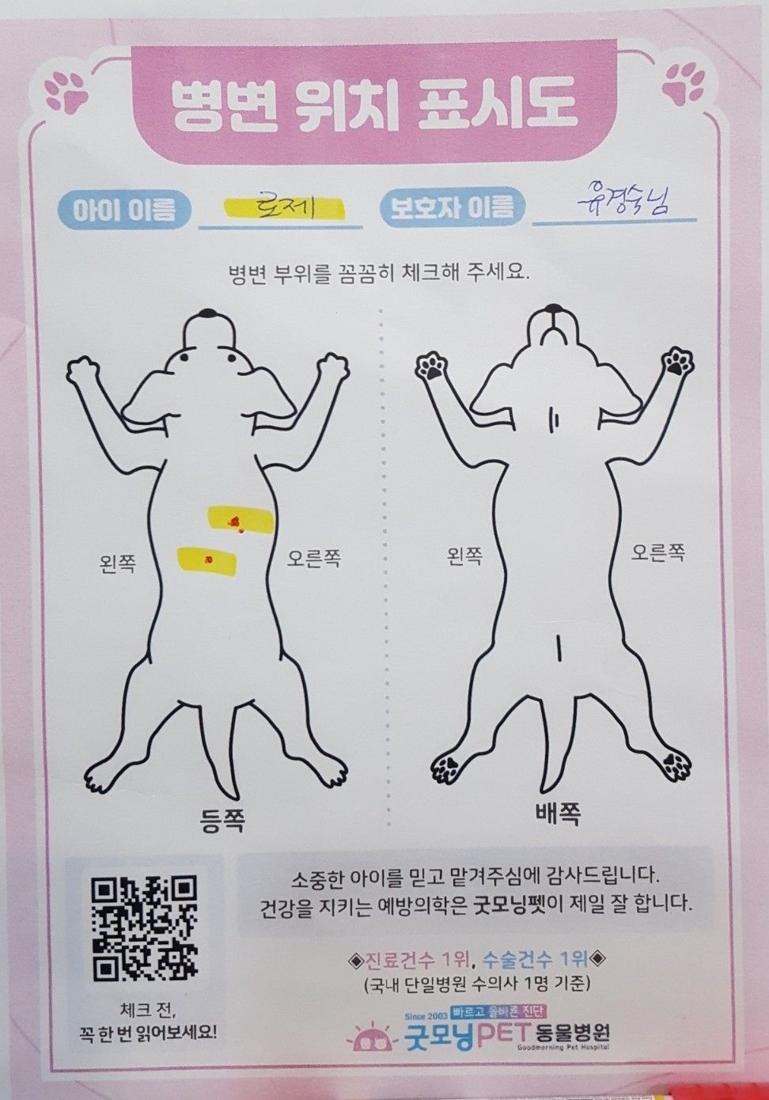 병변 위치 표시도
아이 이름 로제 보호자 이름 유경숙님
병변 부위를 꼼꼼히 체크해 주세요.
왼쪽 오른쪽 왼쪽 오른쪽
등쪽 배쪽
소중한 아이를 믿고 맡겨주심에 감사드립니다.
건강을 지키는 예방의학은 굿모닝펫이 제일 잘 합니다.
◈진료건수 1위, 수술건수 1위◈
(국내 단일병원 수의사 1명 기준)
체크 전,
꼭 한 번 읽어보세요!
Since 2003 빠르고 올바른 진단
굿모닝PET 동물병원
Goodmorning Pet Hospital